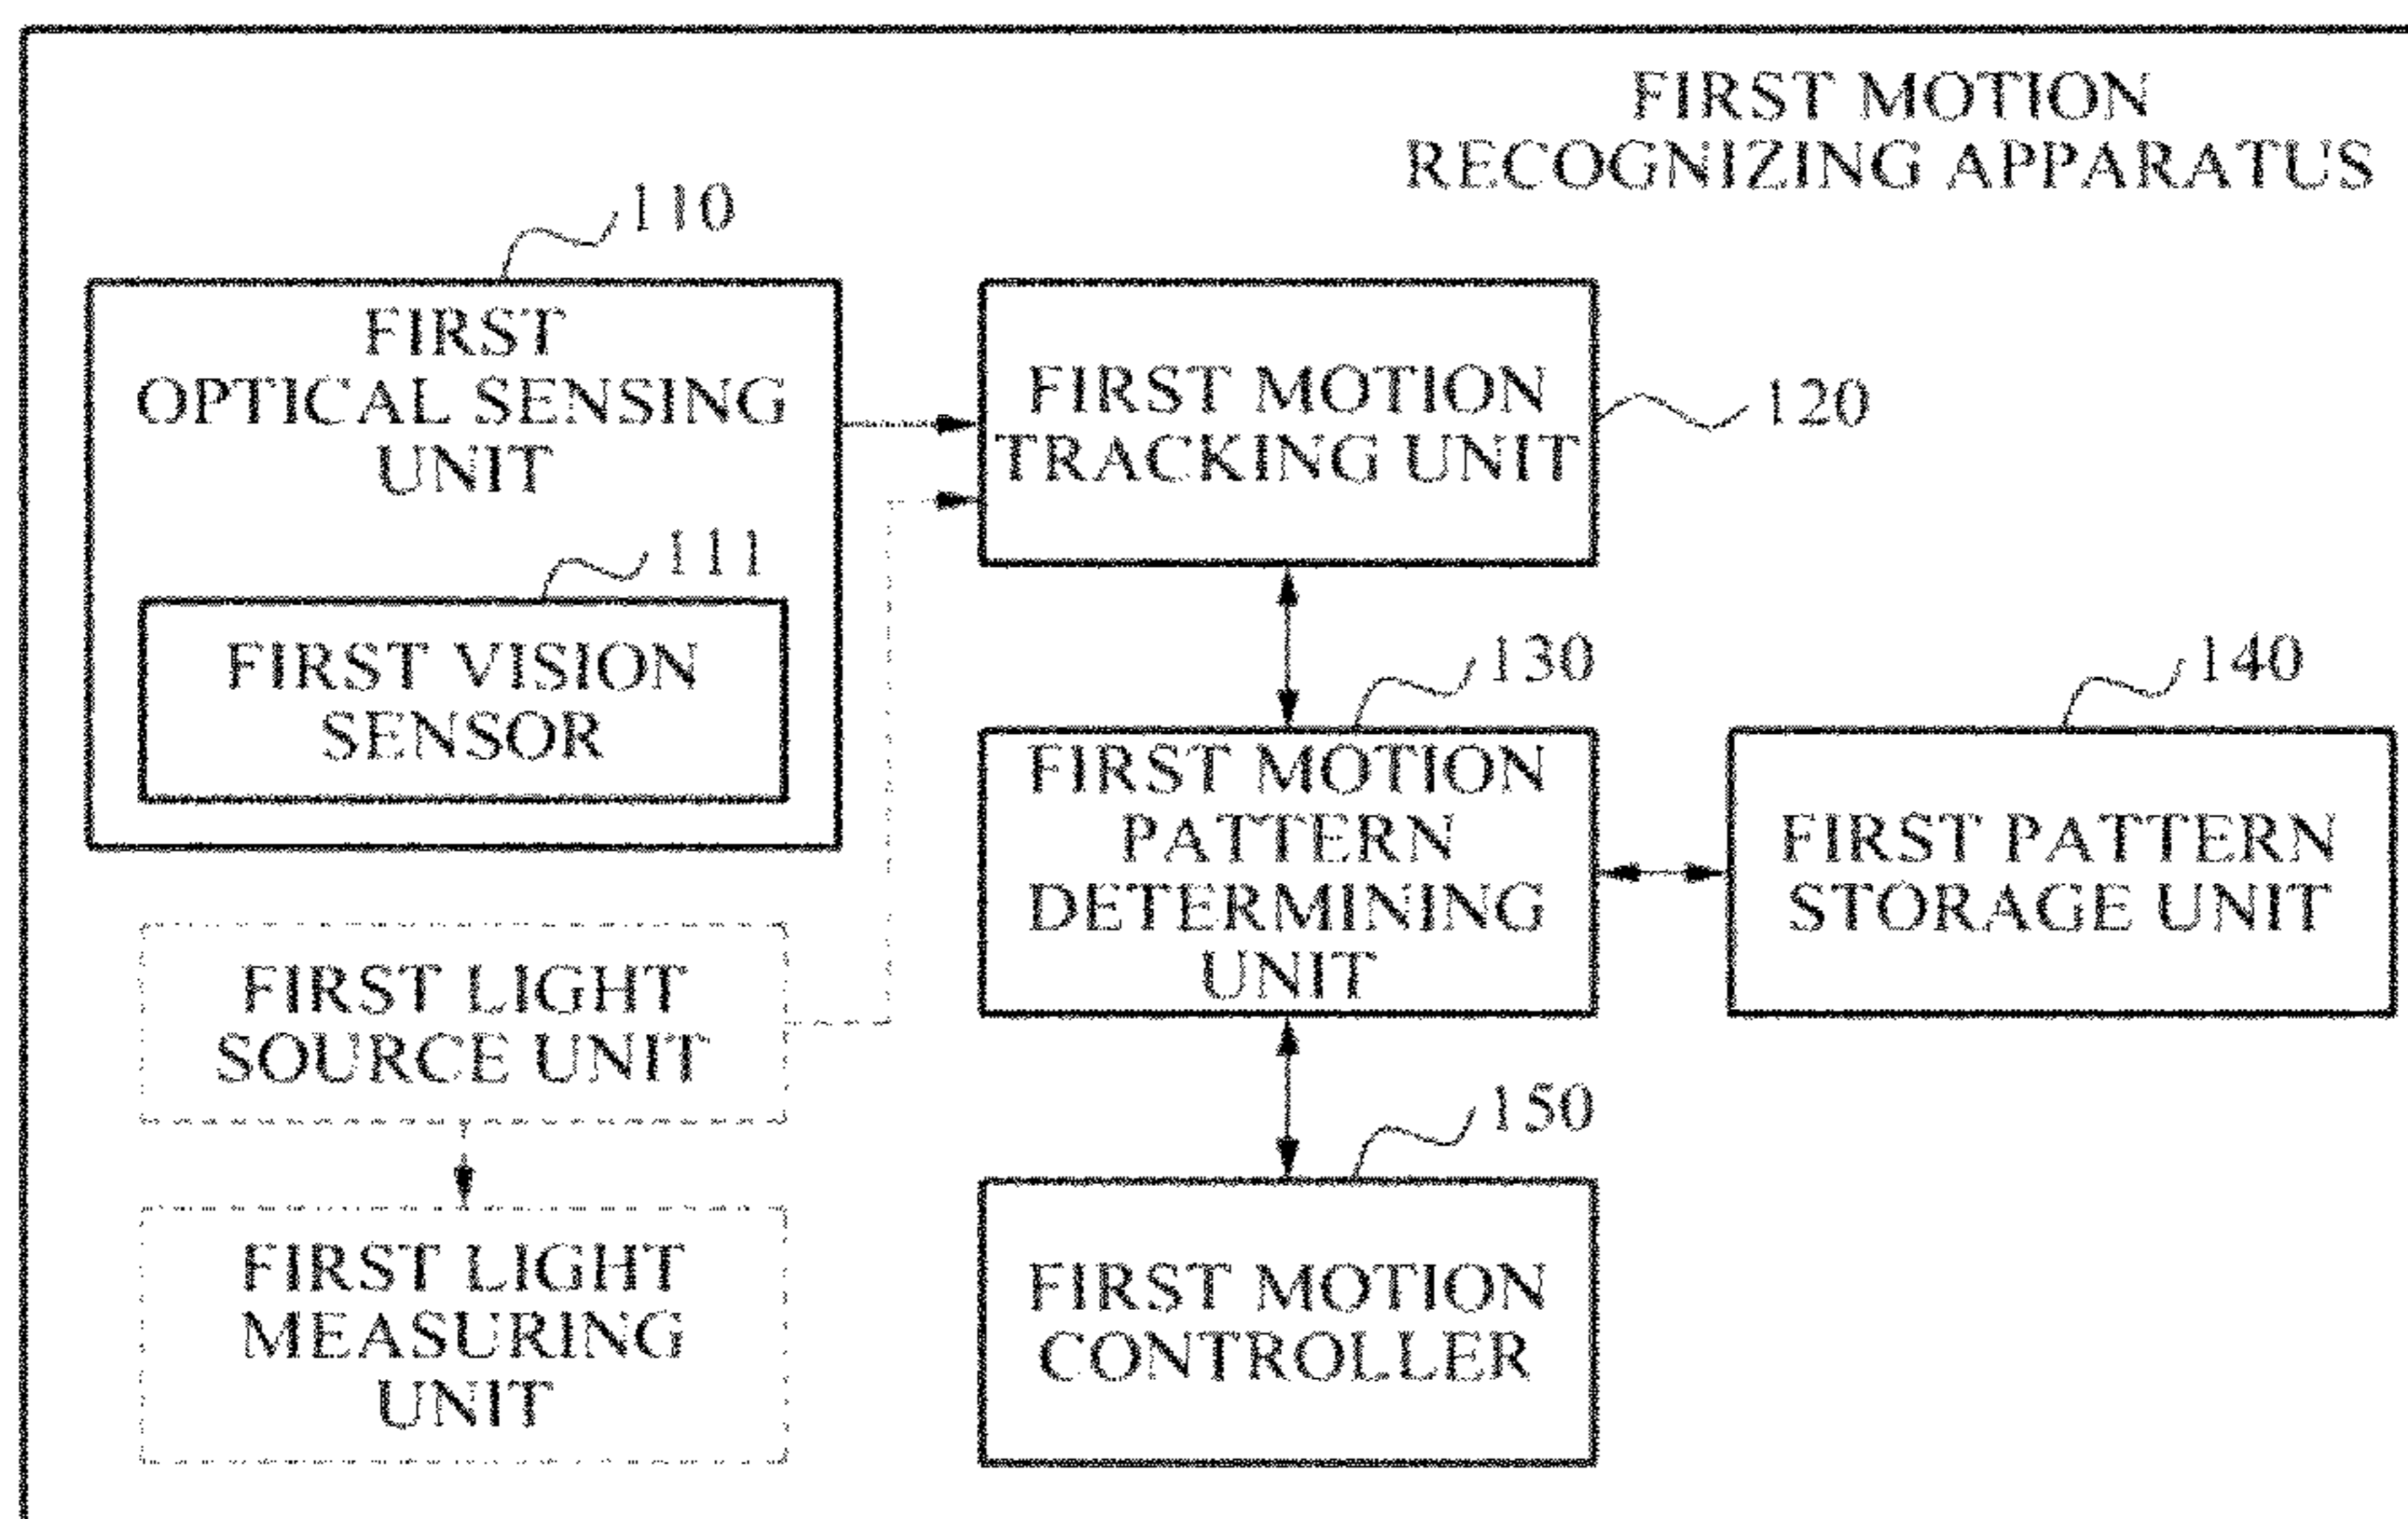 FIRST MOTION
RECOGNIZING APPARATUS
110
FIRST
OPTICAL SENSING
UNIT
111
FIRST VISION
SENSOR
FIRST MOTION
TRACKING UNIT
120
130
FIRST MOTION
PATTERN
DETERMINING
UNIT
140
FIRST PATTERN
STORAGE UNIT
FIRST LIGHT
SOURCE UNIT
150
FIRST LIGHT
MEASURING
UNIT
FIRST MOTION
CONTROLLER